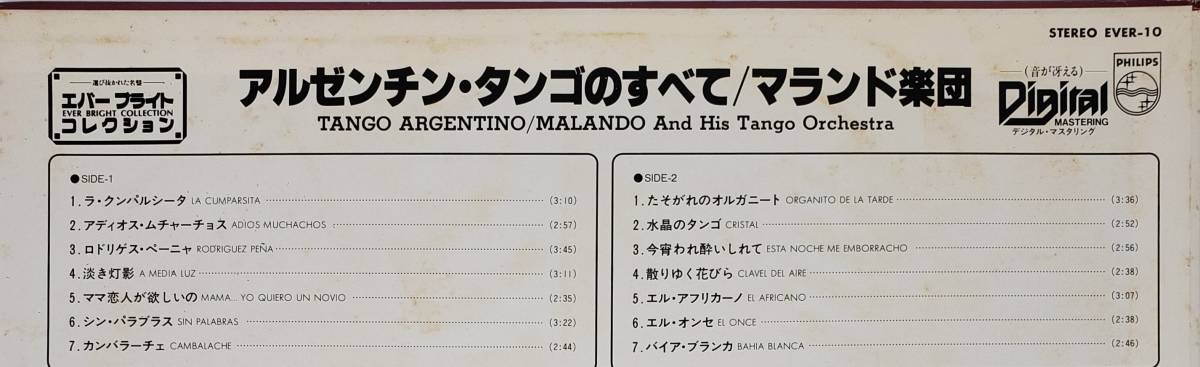 STEREO EVER-10
選び抜かれた名盤
エバー ブライト
EVER BRIGHT COLLECTION
コレクション
アルゼンチン・タンゴのすべて/マランド楽団
TANGO ARGENTINO/MALANDO And His Tango Orchestra
(音が冴える)
Digital
MASTERING
デジタル・マスタリング
PHILIPS
●SIDE-1
1.ラ・クンパルシータ LA CUMPARSITA (3:10)
2.アディオス・ムチャーチョス ADIOS MUCHACHOS (2:57)
3.ロドリゲス・ペーニャ RODRIGUEZ PEÑA (3:45)
4.淡き灯影 A MEDIA LUZ (3:11)
5.ママ恋人が欲しいの MAMA... YO QUIERO UN NOVIO (2:35)
6.シン・パラブラス SIN PALABRAS (3:22)
7.カンバラーチェ CAMBALACHE (2:44)
●SIDE-2
1.たそがれのオルガニート ORGANITO DE LA TARDE (3:36)
2.水晶のタンゴ CRISTAL (2:52)
3.今宵われ酔いしれて ESTA NOCHE ME EMBORRACHO (2:56)
4.散りゆく花びら CLAVEL DEL AIRE (2:38)
5.エル・アフリカーノ EL AFRICANO (3:07)
6.エル・オンセ EL ONCE (2:38)
7.バイア・ブランカ BAHIA BLANCA (2:46)